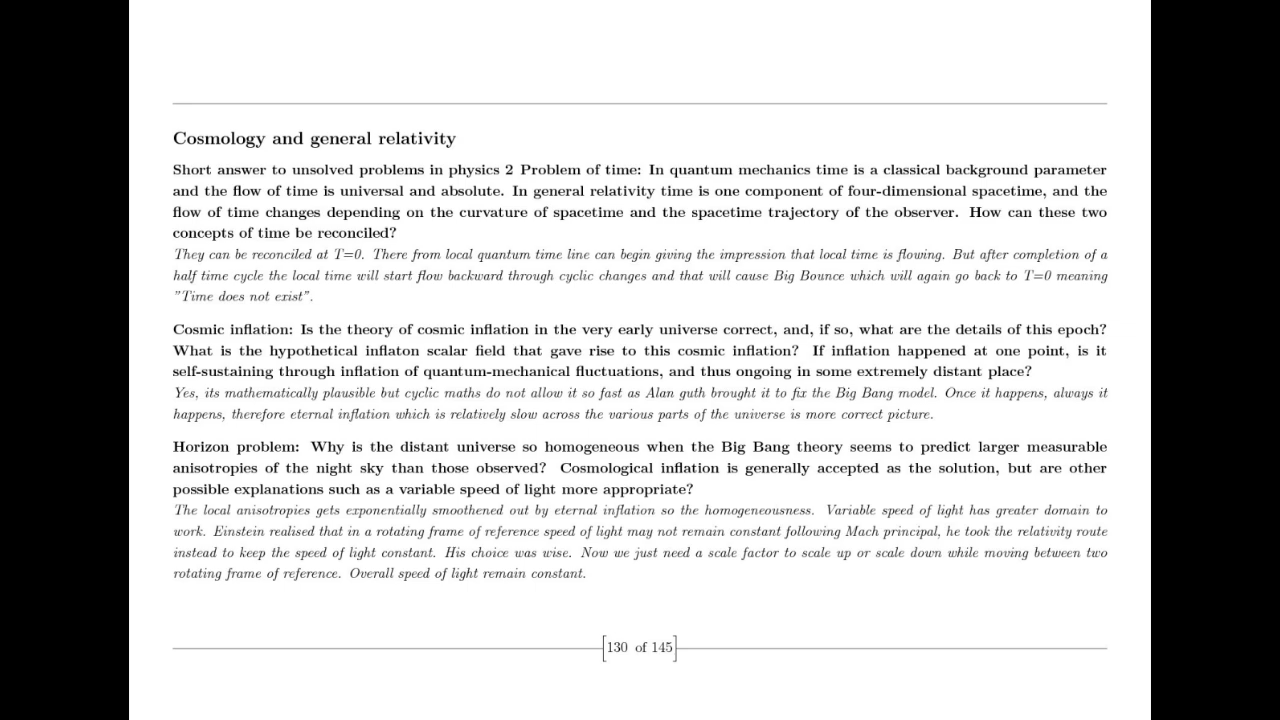 Cosmology and general relativity
Short answer to unsolved problems in physics 2 Problem of time: In quantum mechanics time is a classical background parameter
and the flow of time is universal and absolute. In general relativity time is one component of four-dimensional spacetime, and the
flow of time changes depending on the curvature of spacetime and the spacetime trajectory of the observer. How can these two
concepts of time be reconciled?
They can be reconciled at T=0. There from local quantum time line can begin giving the impression that local time is flowing. But after completion of a
half time cycle the local time will start flow backward through cyclic changes and that will cause Big Bounce which will again go back to T=0 meaning
"Time does not exist".
Cosmic inflation: Is the theory of cosmic inflation in the very early universe correct, and, if so, what are the details of this epoch?
What is the hypothetical inflaton scalar field that gave rise to this cosmic inflation? If inflation happened at one point, is it
self-sustaining through inflation of quantum-mechanical fluctuations, and thus ongoing in some extremely distant place?
Yes, its mathematically plausible but cyclic maths do not allow it so fast as Alan guth brought it to fix the Big Bang model. Once it happens, always it
happens, therefore eternal inflation which is relatively slow across the various parts of the universe is more correct picture.
Horizon problem: Why is the distant universe so homogeneous when the Big Bang theory seems to predict larger measurable
anisotropies of the night sky than those observed? Cosmological inflation is generally accepted as the solution, but are other
possible explanations such as a variable speed of light more appropriate?
The local anisotropies gets exponentially smoothened out by eternal inflation so the homogeneousness. Variable speed of light has greater domain to
work. Einstein realised that in a rotating frame of reference speed of light may not remain constant following Mach principal, he took the relativity route
instead to keep the speed of light constant. His choice was wise. Now we just need a scale factor to scale up or scale down while moving between two
rotating frame of reference. Overall speed of light remain constant.
[130 of 145]